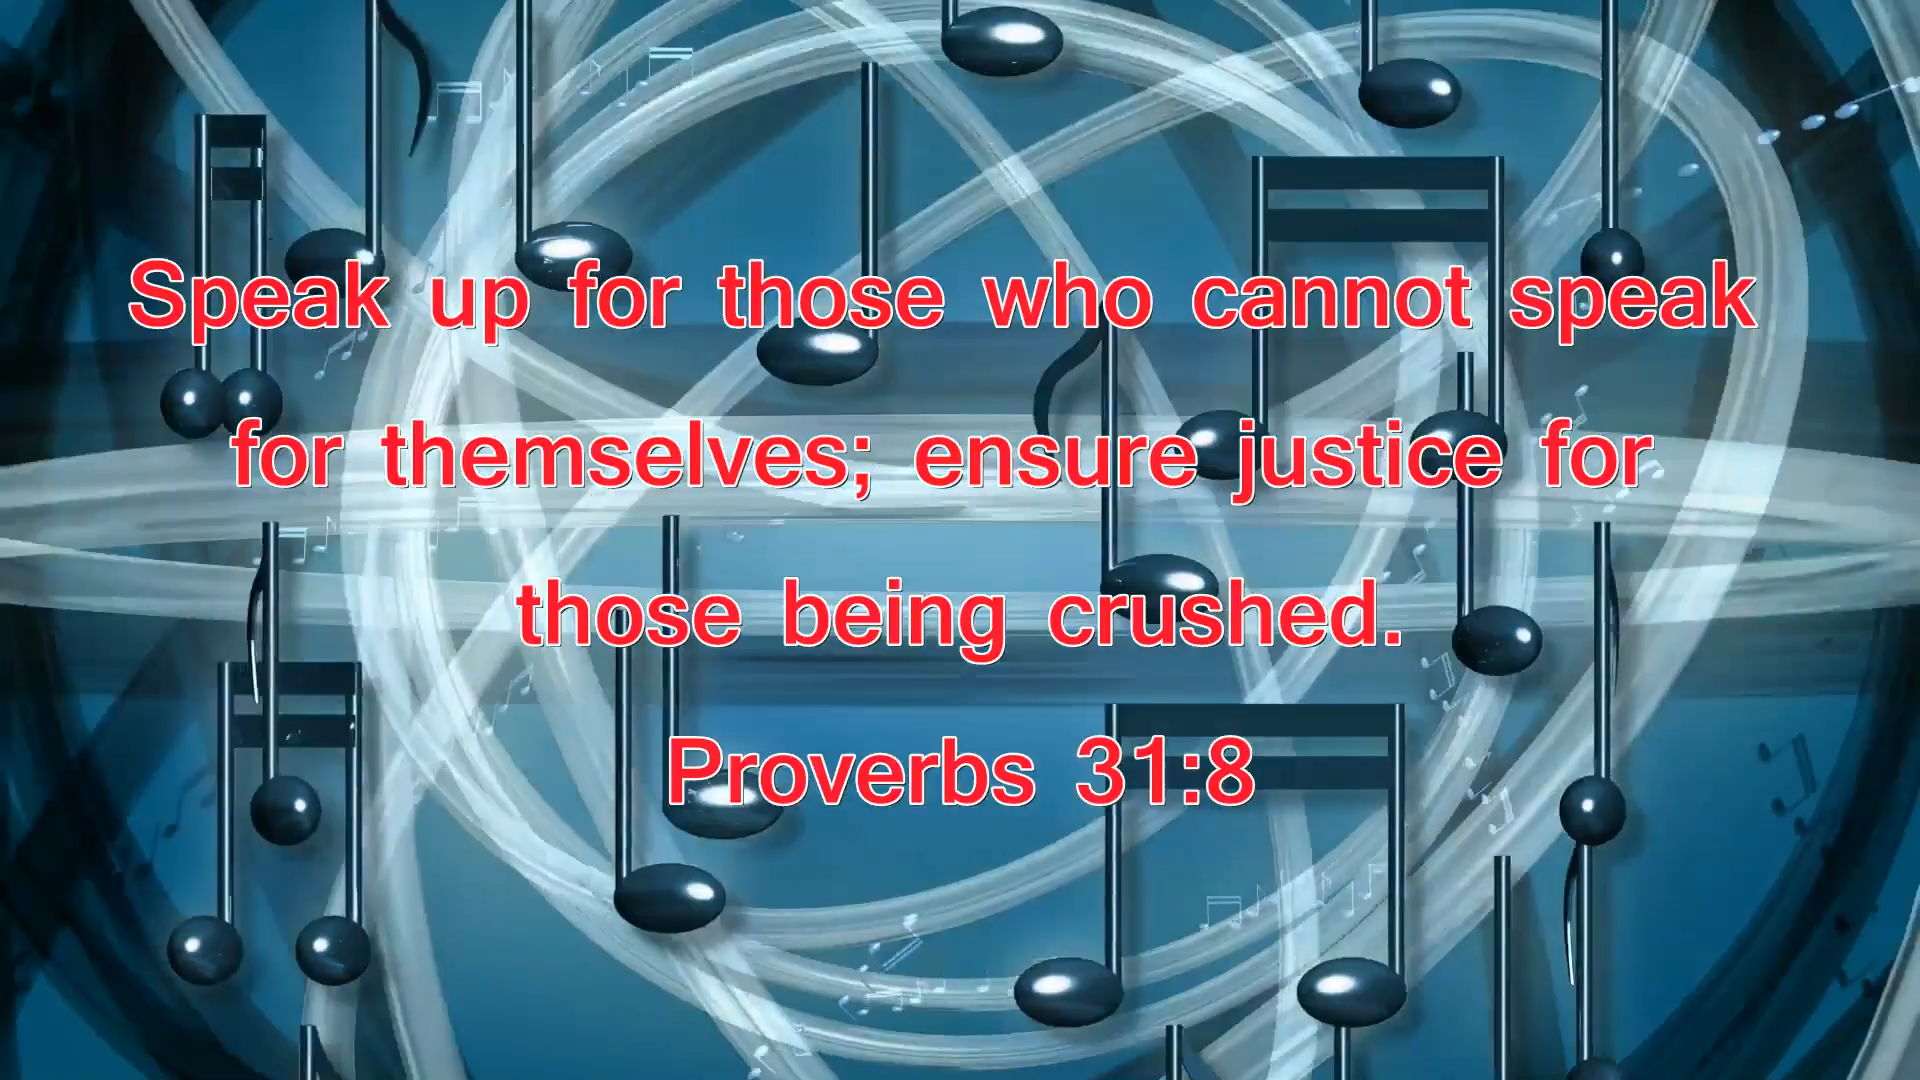 Speak up for those who cannot speak
for themselves; ensure justice for
those being crushed.
Proverbs 31:8